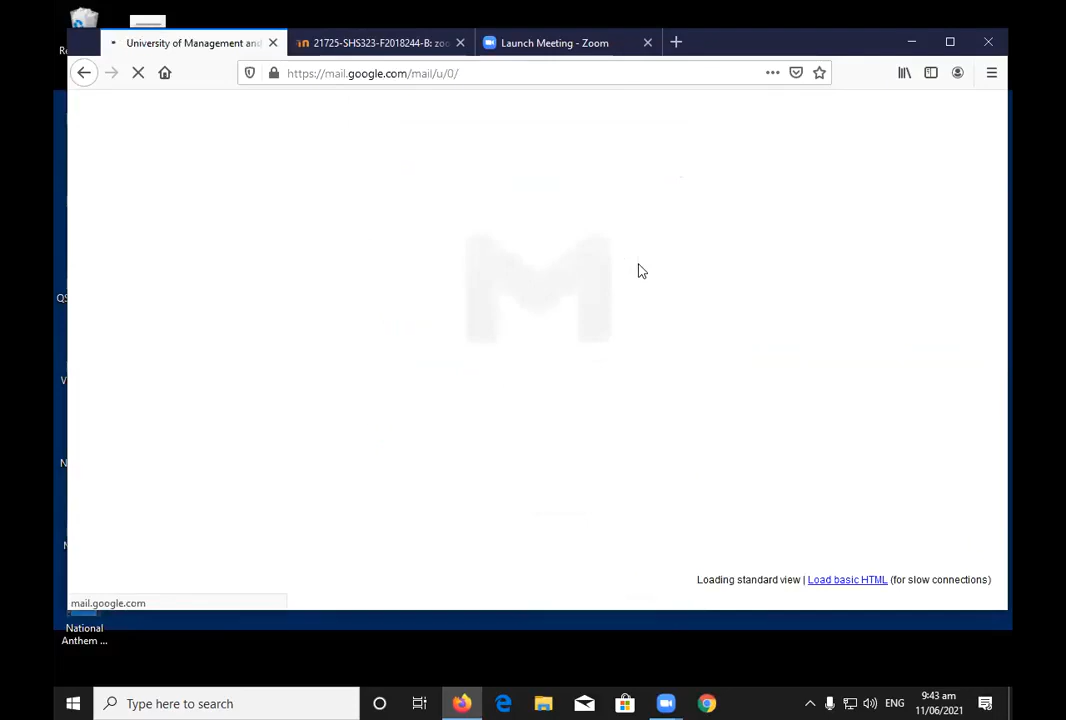 University of Management and
21725-SHS323-F2018244-B: zoo
Launch Meeting - Zoom
https://mail.google.com/mail/u/0/
M
Loading standard view | Load basic HTML (for slow connections)
mail.google.com
National
Anthem ...
Type here to search
ENG
9:43 am
11/06/2021